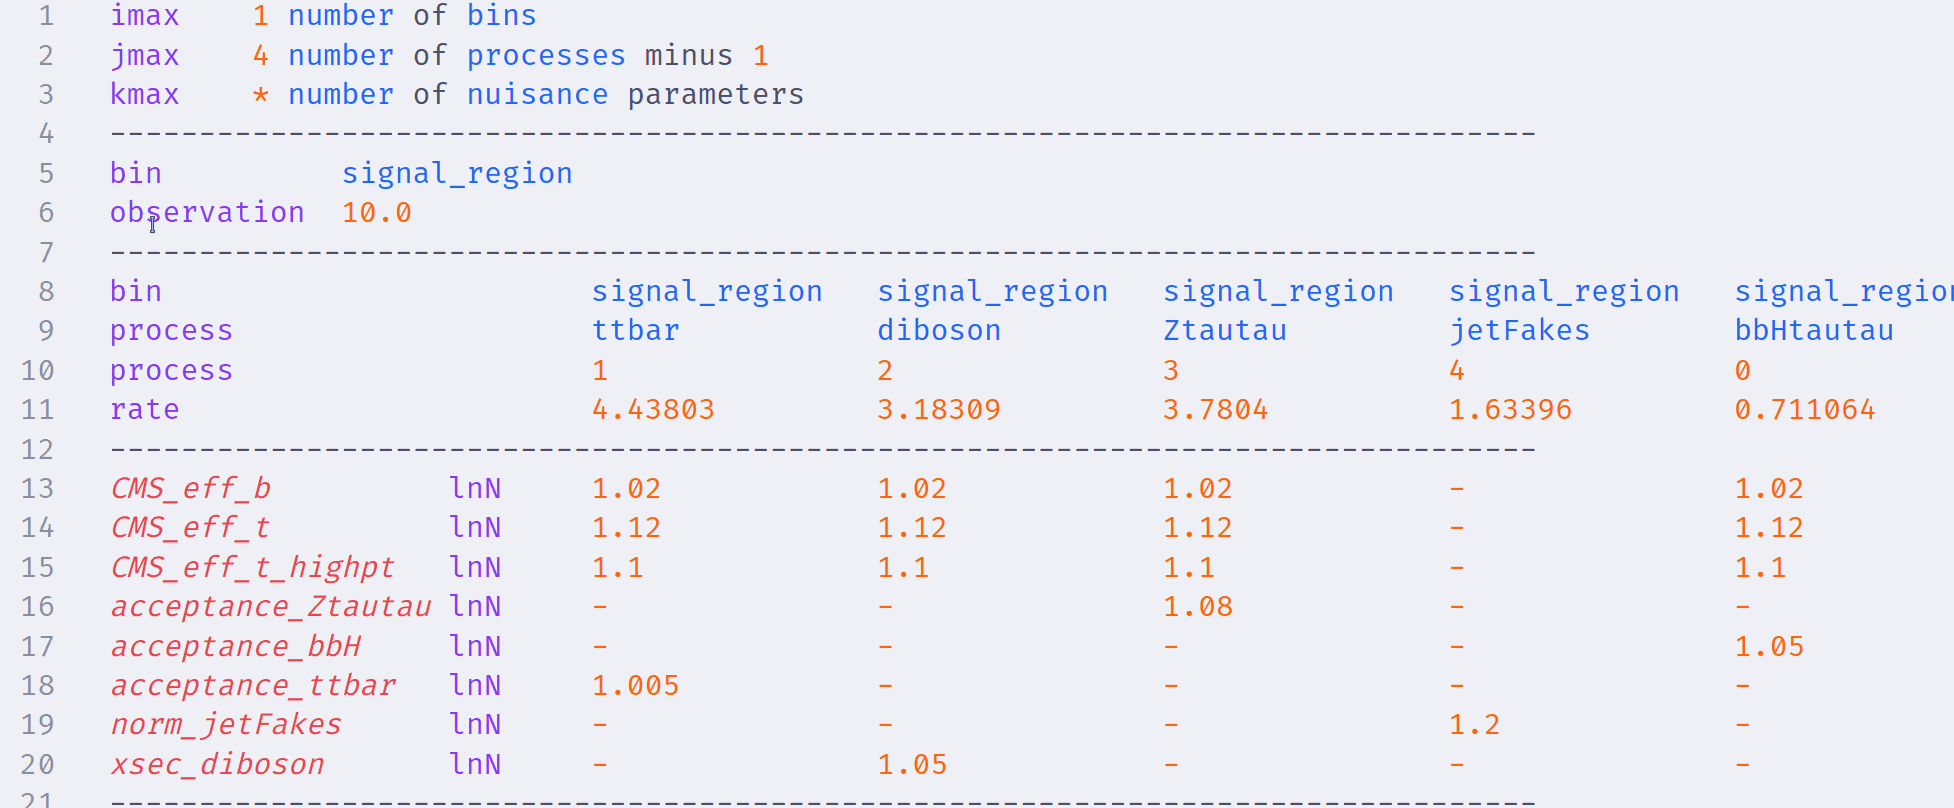 1 imax 1 number of bins
2 jmax 4 number of processes minus 1
3 kmax * number of nuisance parameters
4 --------------------------------------------------------------------------------
5 bin signal_region
6 observation 10.0
7 --------------------------------------------------------------------------------
8 bin signal_region signal_region signal_region signal_region signal_region
9 process ttbar diboson Ztautau jetFakes bbHtautau
10 process 1 2 3 4 0
11 rate 4.43803 3.18309 3.7804 1.63396 0.711064
12 --------------------------------------------------------------------------------
13 CMS_eff_b lnN 1.02 1.02 1.02 - 1.02
14 CMS_eff_t lnN 1.12 1.12 1.12 - 1.12
15 CMS_eff_t_highpt lnN 1.1 1.1 1.1 - 1.1
16 acceptance_Ztautau lnN - - 1.08 - -
17 acceptance_bbH lnN - - - - 1.05
18 acceptance_ttbar lnN 1.005 - - - -
19 norm_jetFakes lnN - - - 1.2 -
20 xsec_diboson lnN - 1.05 - - -
21 --------------------------------------------------------------------------------